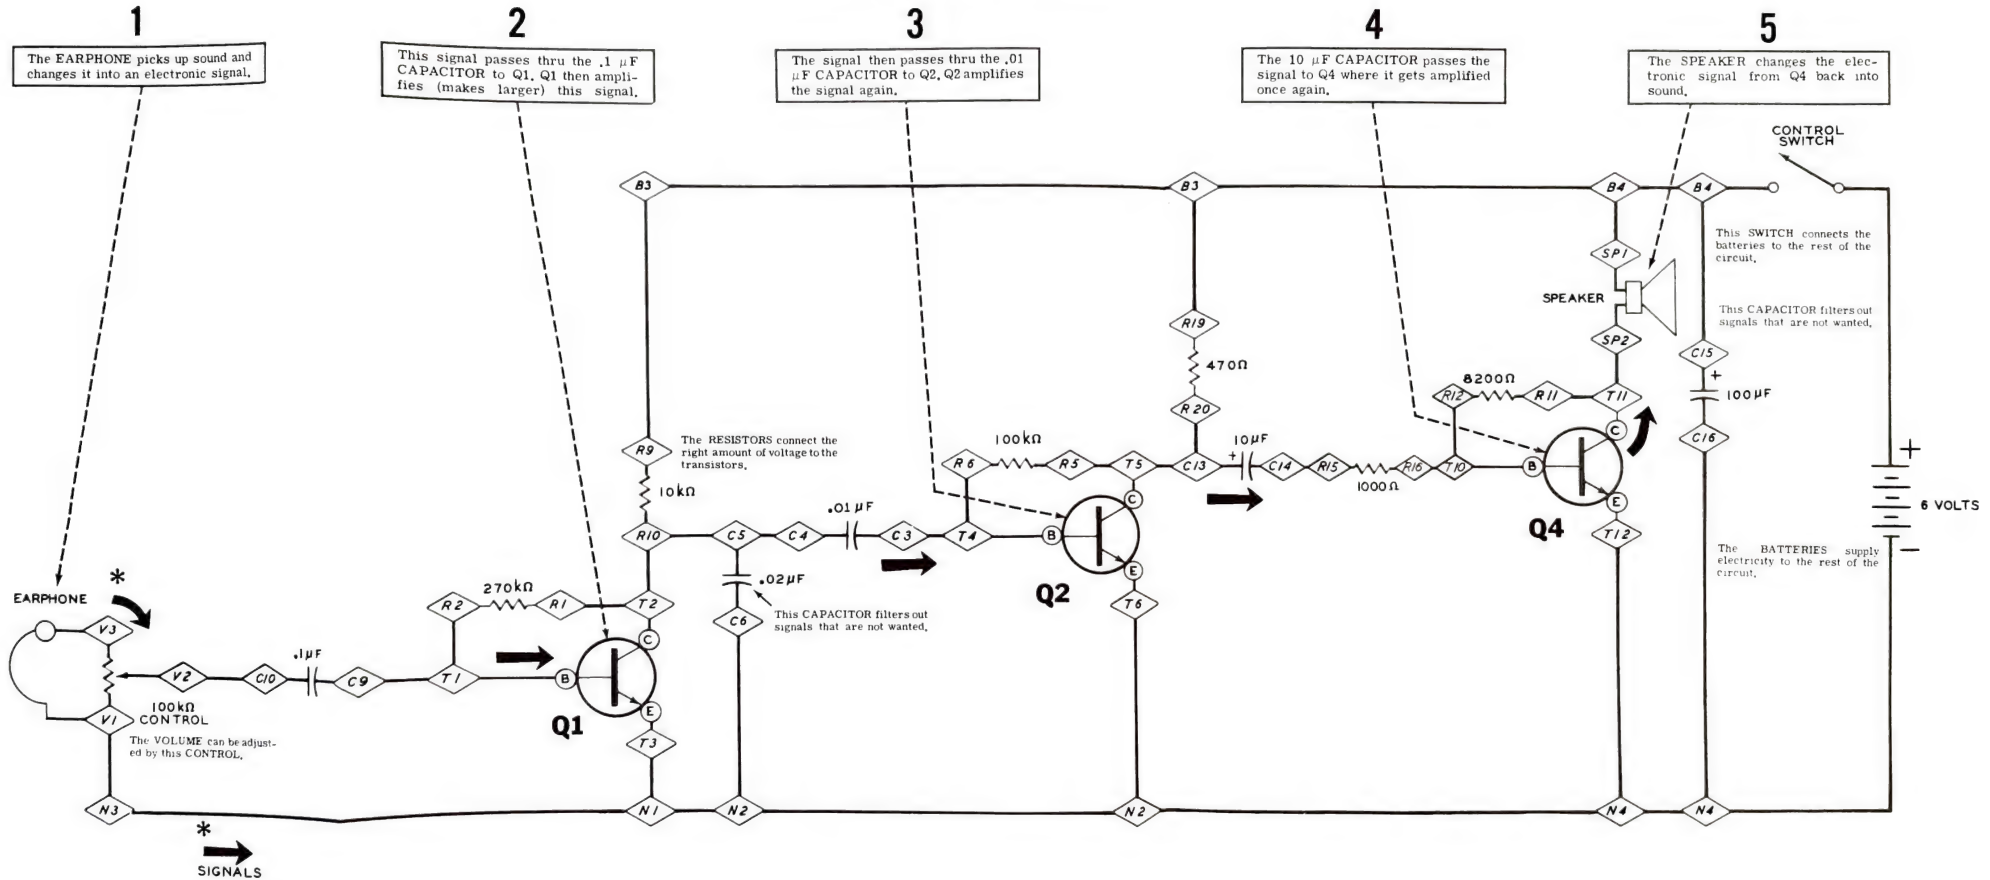 1
The EARPHONE picks up sound and
changes it into an electronic signal.
2
This signal passes thru the .1 µF
CAPACITOR to Q1. Q1 then ampli-
fies (makes larger) this signal.
3
The signal then passes thru the .01
µF CAPACITOR to Q2. Q2 amplifies
the signal again.
4
The 10 µF CAPACITOR passes the
signal to Q4 where it gets amplified
once again.
5
The SPEAKER changes the elec-
tronic signal from Q4 back into
sound.
CONTROL
SWITCH
B3
B3
B4
B4
This SWITCH connects the
batteries to the rest of the
circuit.
SP1
SPEAKER
SP2
This CAPACITOR filters out
signals that are not wanted.
C15
+
100µF
C16
R19
470Ω
R20
8200Ω
R12
R11
T11
C
R9
The RESISTORS connect the
right amount of voltage to the
transistors.
10kΩ
R10
100kΩ
R6
R5
T5
C13
10µF
+
C14
R15
1000Ω
R16
T10
B
E
Q4
T12
+
6 VOLTS
−
The BATTERIES supply
electricity to the rest of the
circuit.
C5
C4
.01µF
C3
T4
B
C
E
Q2
T6
.02µF
This CAPACITOR filters out
signals that are not wanted.
C6
EARPHONE
*
V3
V2
C10
.1µF
C9
T1
R2
270kΩ
R1
T2
C
B
E
Q1
T3
V1
100kΩ
CONTROL
The VOLUME can be adjust-
ed by this CONTROL.
N3
N1
N2
N2
N4
N4
*
SIGNALS